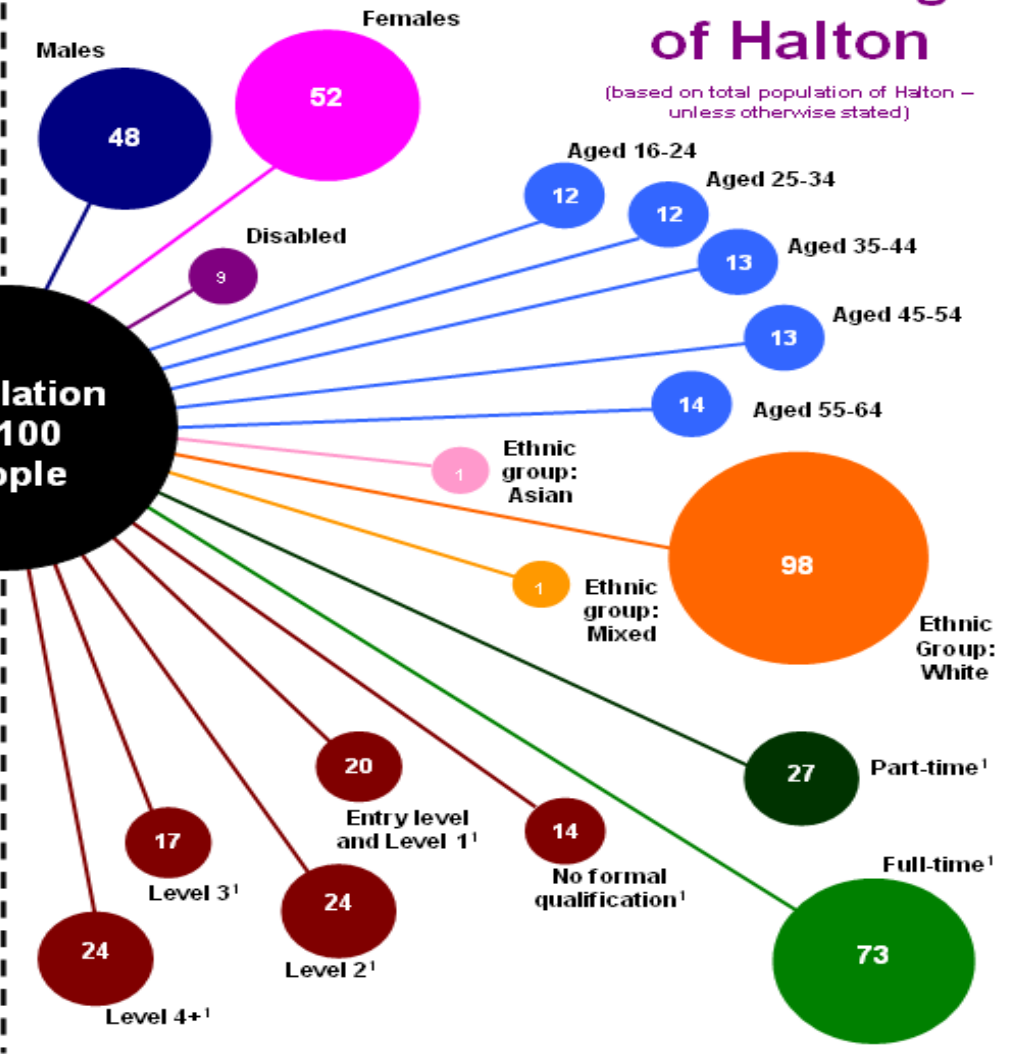 of Halton
(based on total population of Halton –
unless otherwise stated)
Females
Males
52
48
Disabled
9
Aged 16-24
12
Aged 25-34
12
Aged 35-44
13
Aged 45-54
13
Aged 55-64
14
lation
100
ple
Ethnic
group:
Asian
1
98
Ethnic
Group:
White
1
Ethnic
group:
Mixed
27
Part-time¹
20
Entry level
and Level 1¹
14
No formal
qualification¹
Full-time¹
73
17
Level 3¹
24
Level 2¹
24
Level 4+¹